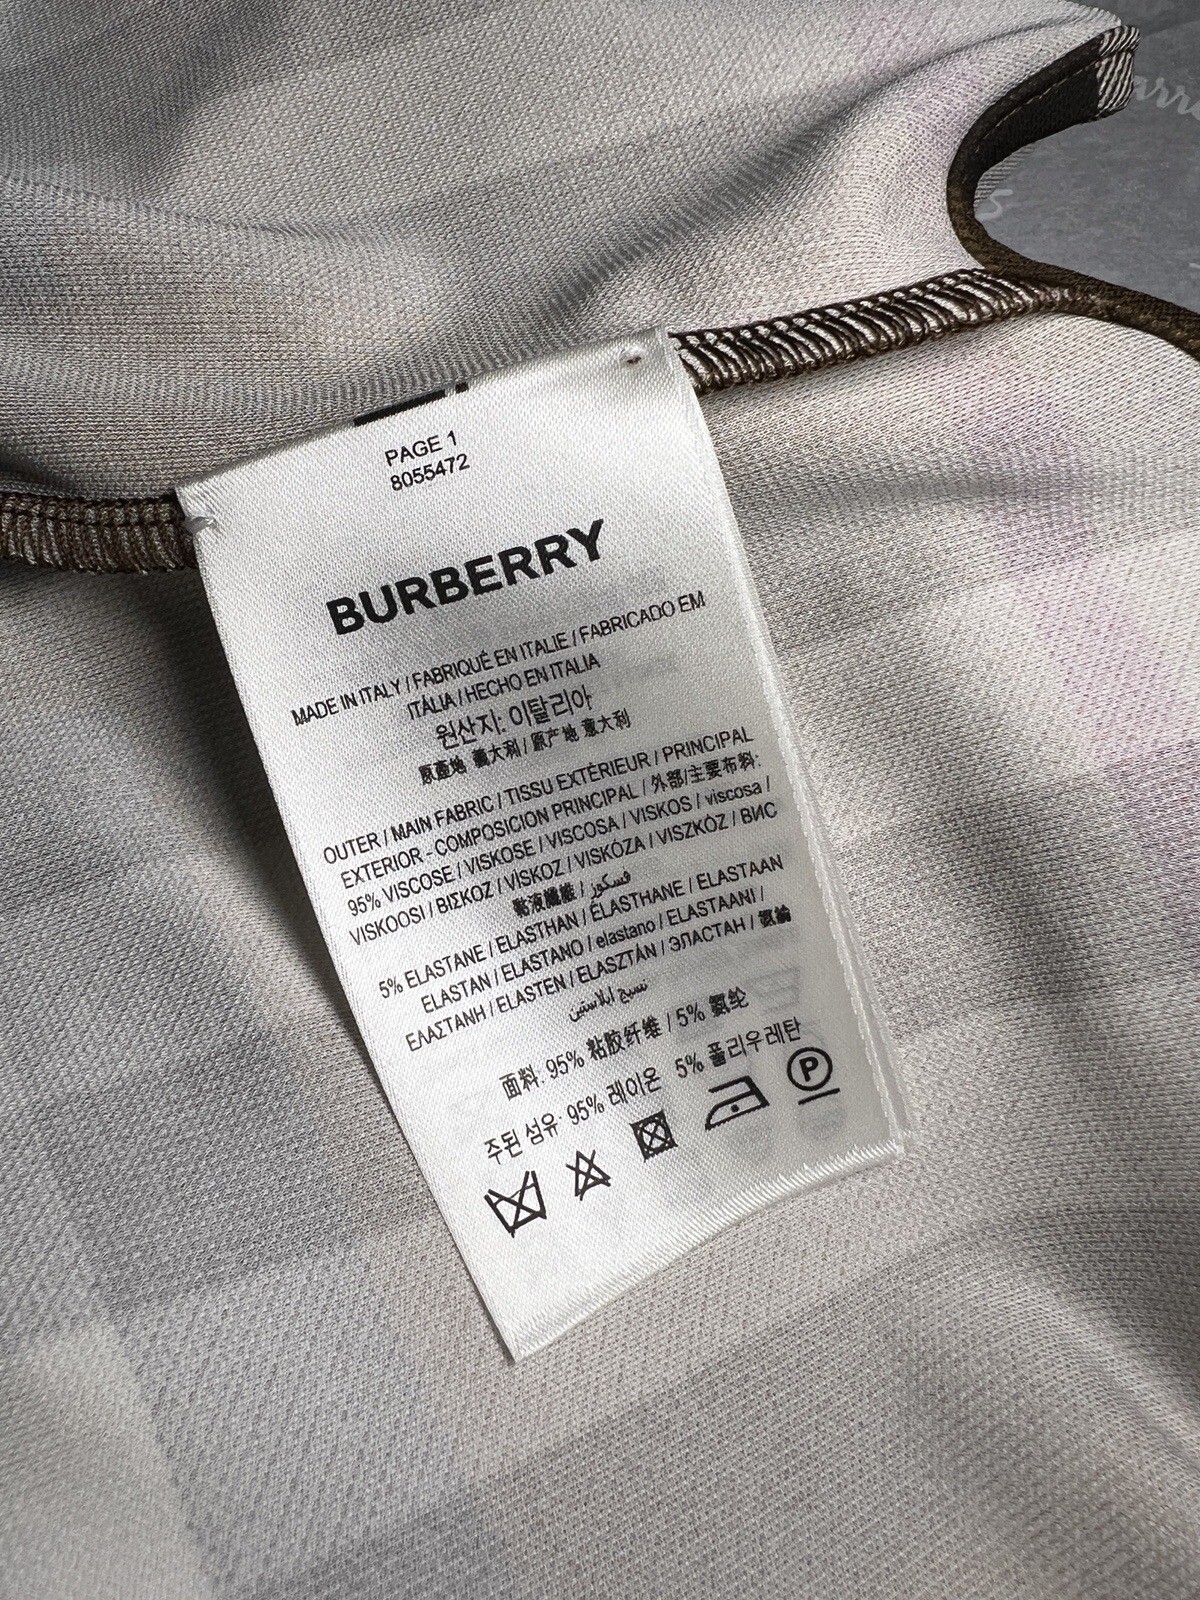 PAGE 1
8055472
BURBERRY
MADE IN ITALY / FABRIQUÉ EN ITALIE / FABRICADO EM
ITÁLIA / HECHO EN ITALIA
원산지: 이탈리아
原產地 義大利 / 原产地 意大利
OUTER / MAIN FABRIC / TISSU EXTÉRIEUR / PRINCIPAL
EXTERIOR - COMPOSICION PRINCIPAL / 外部/主要布料:
95% VISCOSE / VISKOSE / VISCOSA / VISKOS / viscosa /
VISKOOSI / ΒΙΣΚΟΖ / VİSKOZ / VISKÓZA / VISZKÓZ / ВИС
黏液纖維 / فسكوز
5% ELASTANE / ELASTHAN / ÉLASTHANE / ELASTAAN
ELASTAN / ELASTANO / elastano / ELASTAANI /
ΕΛΑΣΤΑΝΗ / ELASTEN / ELASZTÁN / ЭЛАСТАН / 氨綸
نسيج ايلاستين
面料: 95% 粘胶纤维 / 5% 氨纶
주된 섬유: 95% 레이온 5% 폴리우레탄
P